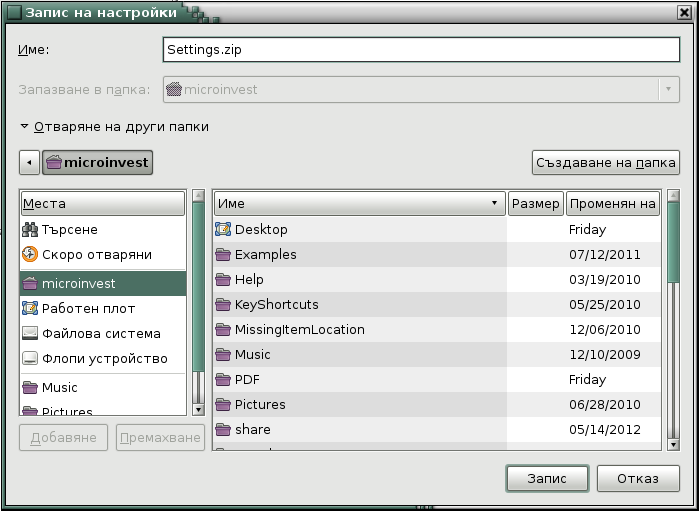 Запис на настройки
Име: Settings.zip
Запазване в папка: microinvest
Отваряне на други папки
microinvest Създаване на папка
Места
Търсене
Скоро отваряни
microinvest
Работен плот
Файлова система
Флопи устройство
Music
Pictures
Добавяне Премахване
Име Размер Променян на
Desktop Friday
Examples 07/12/2011
Help 03/19/2010
KeyShortcuts 05/25/2010
MissingItemLocation 12/06/2010
Music 12/10/2009
PDF Friday
Pictures 06/28/2010
share 05/14/2012
Запис Отказ